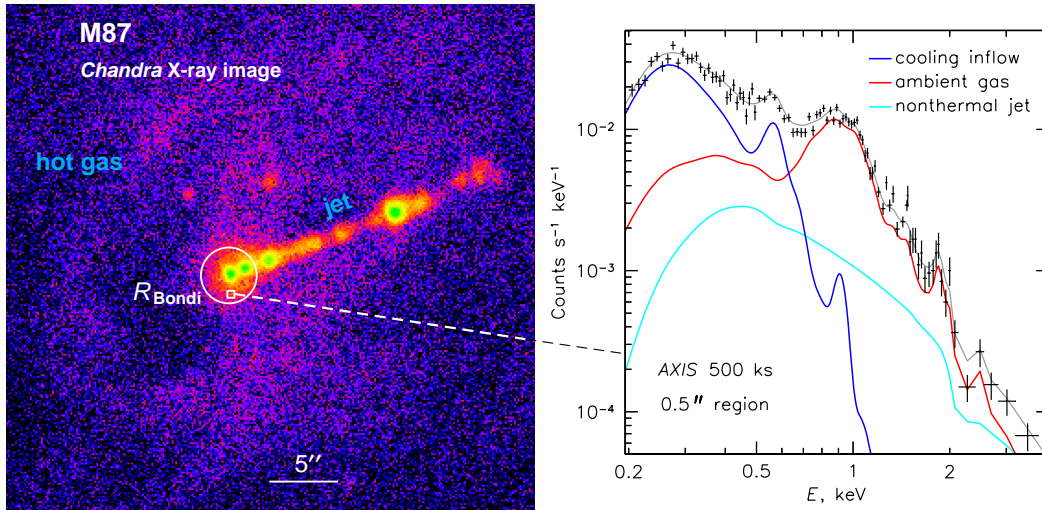 M87
Chandra X-ray image
hot gas
jet
R_Bondi
5″
Counts s⁻¹ keV⁻¹
10⁻²
10⁻³
10⁻⁴
cooling inflow
ambient gas
nonthermal jet
AXIS 500 ks
0.5″ region
0.2 0.5 1 2
E, keV